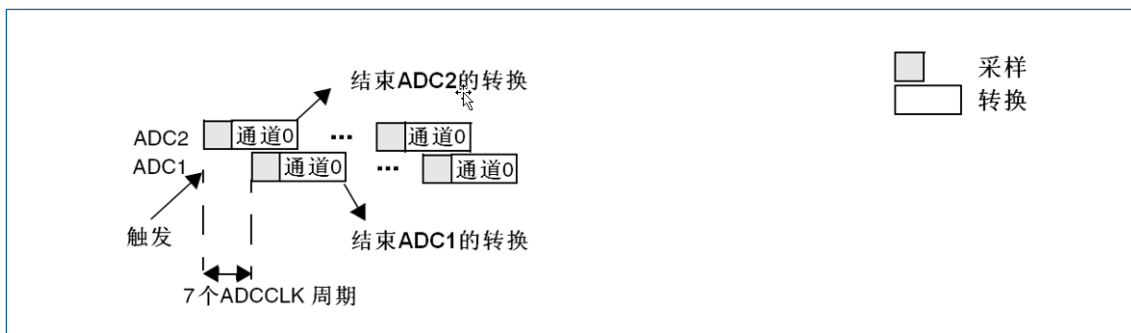 结束ADC2的转换
采样
转换
ADC2
通道0
...
通道0
ADC1
通道0
...
通道0
触发
结束ADC1的转换
7个ADCCLK 周期